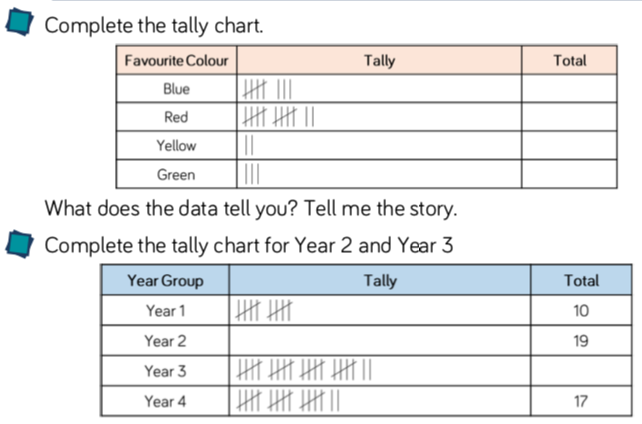 Complete the tally chart.
Favourite Colour Tally Total
Blue
Red
Yellow
Green
What does the data tell you? Tell me the story.
Complete the tally chart for Year 2 and Year 3
Year Group Tally Total
Year 1 10
Year 2 19
Year 3
Year 4 17